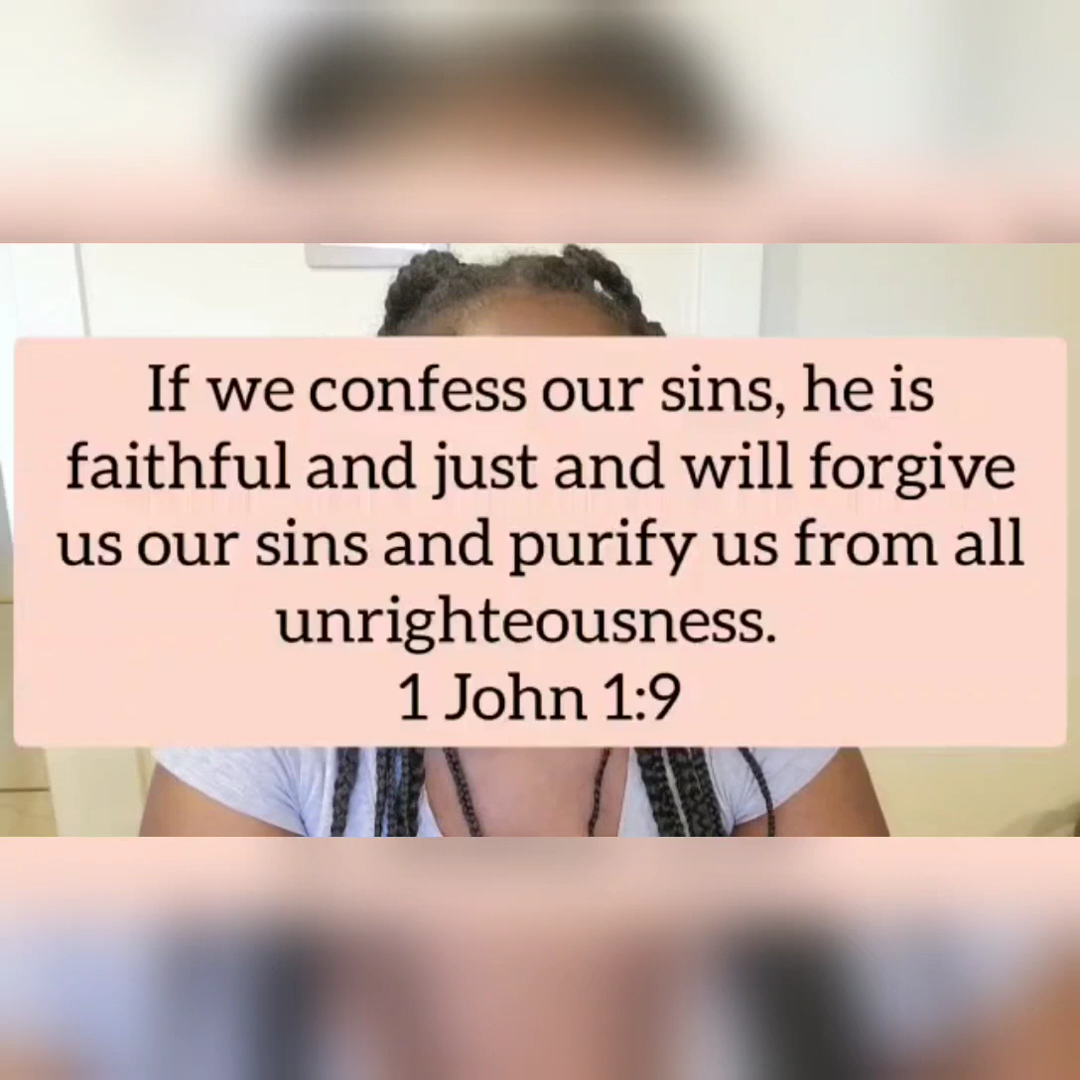 If we confess our sins, he is
faithful and just and will forgive
us our sins and purify us from all
unrighteousness.
1 John 1:9